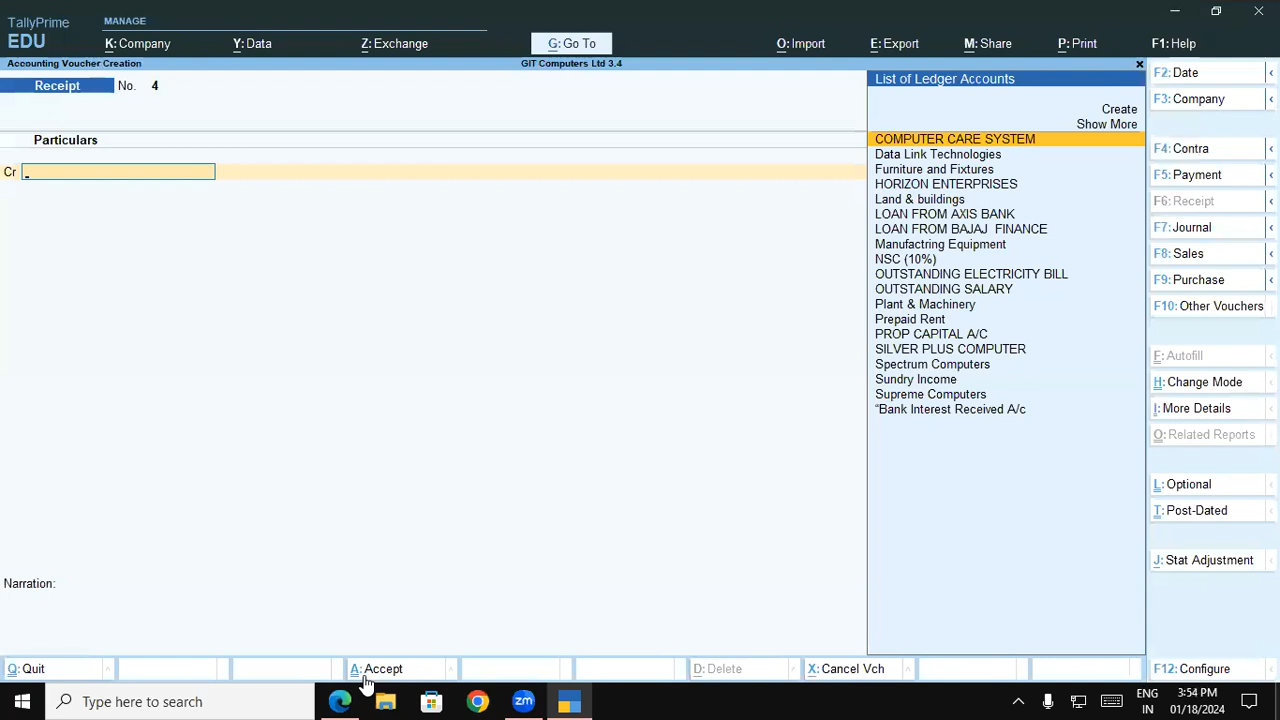 TallyPrime
EDU
MANAGE
K: Company
Y: Data
Z: Exchange
G: Go To
O: Import
E: Export
M: Share
P: Print
F1: Help
Accounting Voucher Creation
GIT Computers Ltd 3.4
Receipt No. 4
Particulars
Cr
List of Ledger Accounts
Create
Show More
COMPUTER CARE SYSTEM
Data Link Technologies
Furniture and Fixtures
HORIZON ENTERPRISES
Land & buildings
LOAN FROM AXIS BANK
LOAN FROM BAJAJ FINANCE
Manufactring Equipment
NSC (10%)
OUTSTANDING ELECTRICITY BILL
OUTSTANDING SALARY
Plant & Machinery
Prepaid Rent
PROP CAPITAL A/C
SILVER PLUS COMPUTER
Spectrum Computers
Sundry Income
Supreme Computers
“Bank Interest Received A/c
F2: Date
F3: Company
F4: Contra
F5: Payment
F6: Receipt
F7: Journal
F8: Sales
F9: Purchase
F10: Other Vouchers
F: Autofill
H: Change Mode
I: More Details
O: Related Reports
L: Optional
T: Post-Dated
J: Stat Adjustment
Narration:
Q: Quit
A: Accept
D: Delete
X: Cancel Vch
F12: Configure
Type here to search
zm
ENG
IN
3:54 PM
01/18/2024